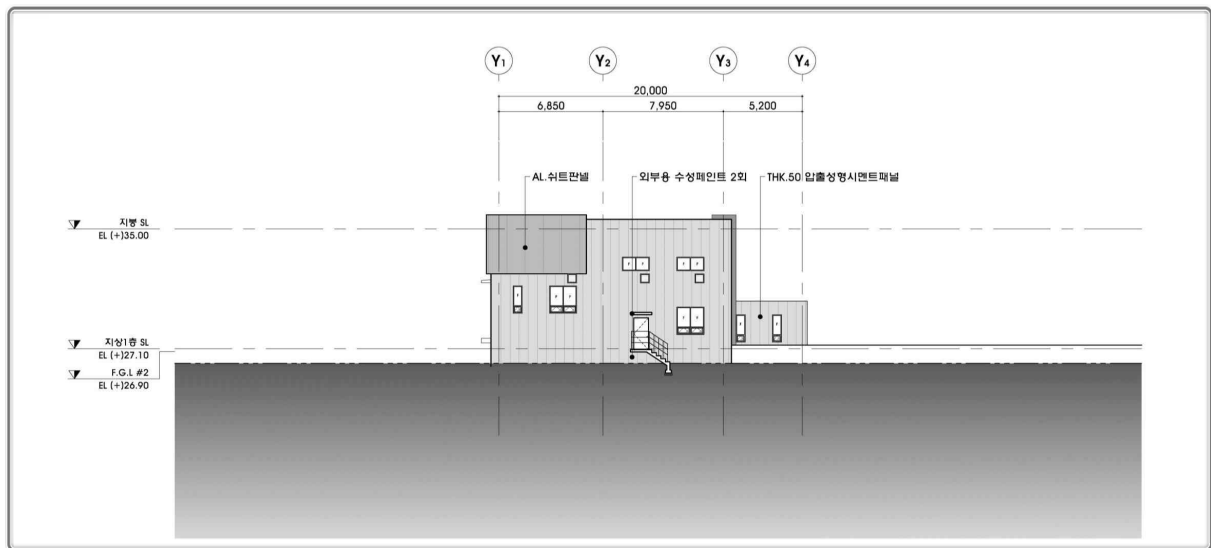 Y1 Y2 Y3 Y4
20,000
6,850 7,950 5,200
AL.쉬트판넬 외부용 수성페인트 2회 THK.50 압출성형시멘트패널
지붕 SL
EL (+)35.00
지상1층 SL
EL (+)27.10
F.G.L #2
EL (+)26.90